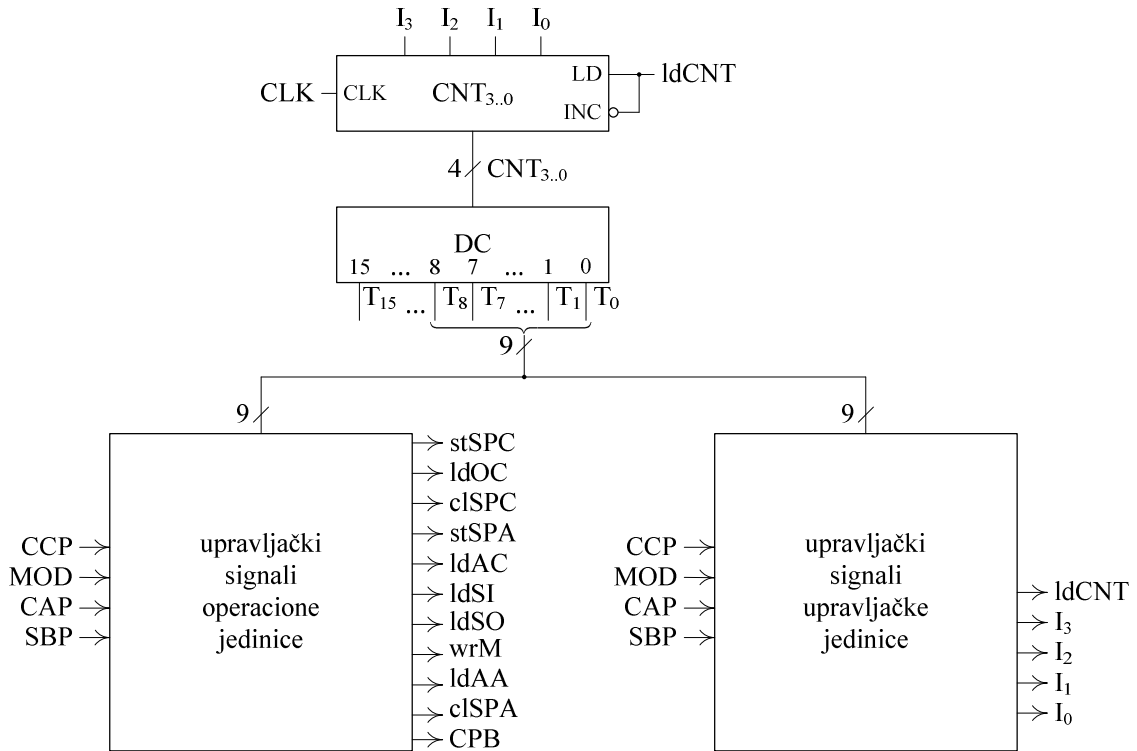 I₃ I₂ I₁ I₀
LD ldCNT
CLK CLK CNT₃..₀
INC
4 CNT₃..₀
DC
15 ... 8 7 ... 1 0
T₁₅ ... T₈ T₇ ... T₁ T₀
9
9
9
CCP
MOD
CAP
SBP
upravljački
signali
operacione
jedinice
stSPC
ldOC
clSPC
stSPA
ldAC
ldSI
ldSO
wrM
ldAA
clSPA
CPB
CCP
MOD
CAP
SBP
upravljački
signali
upravljačke
jedinice
ldCNT
I₃
I₂
I₁
I₀